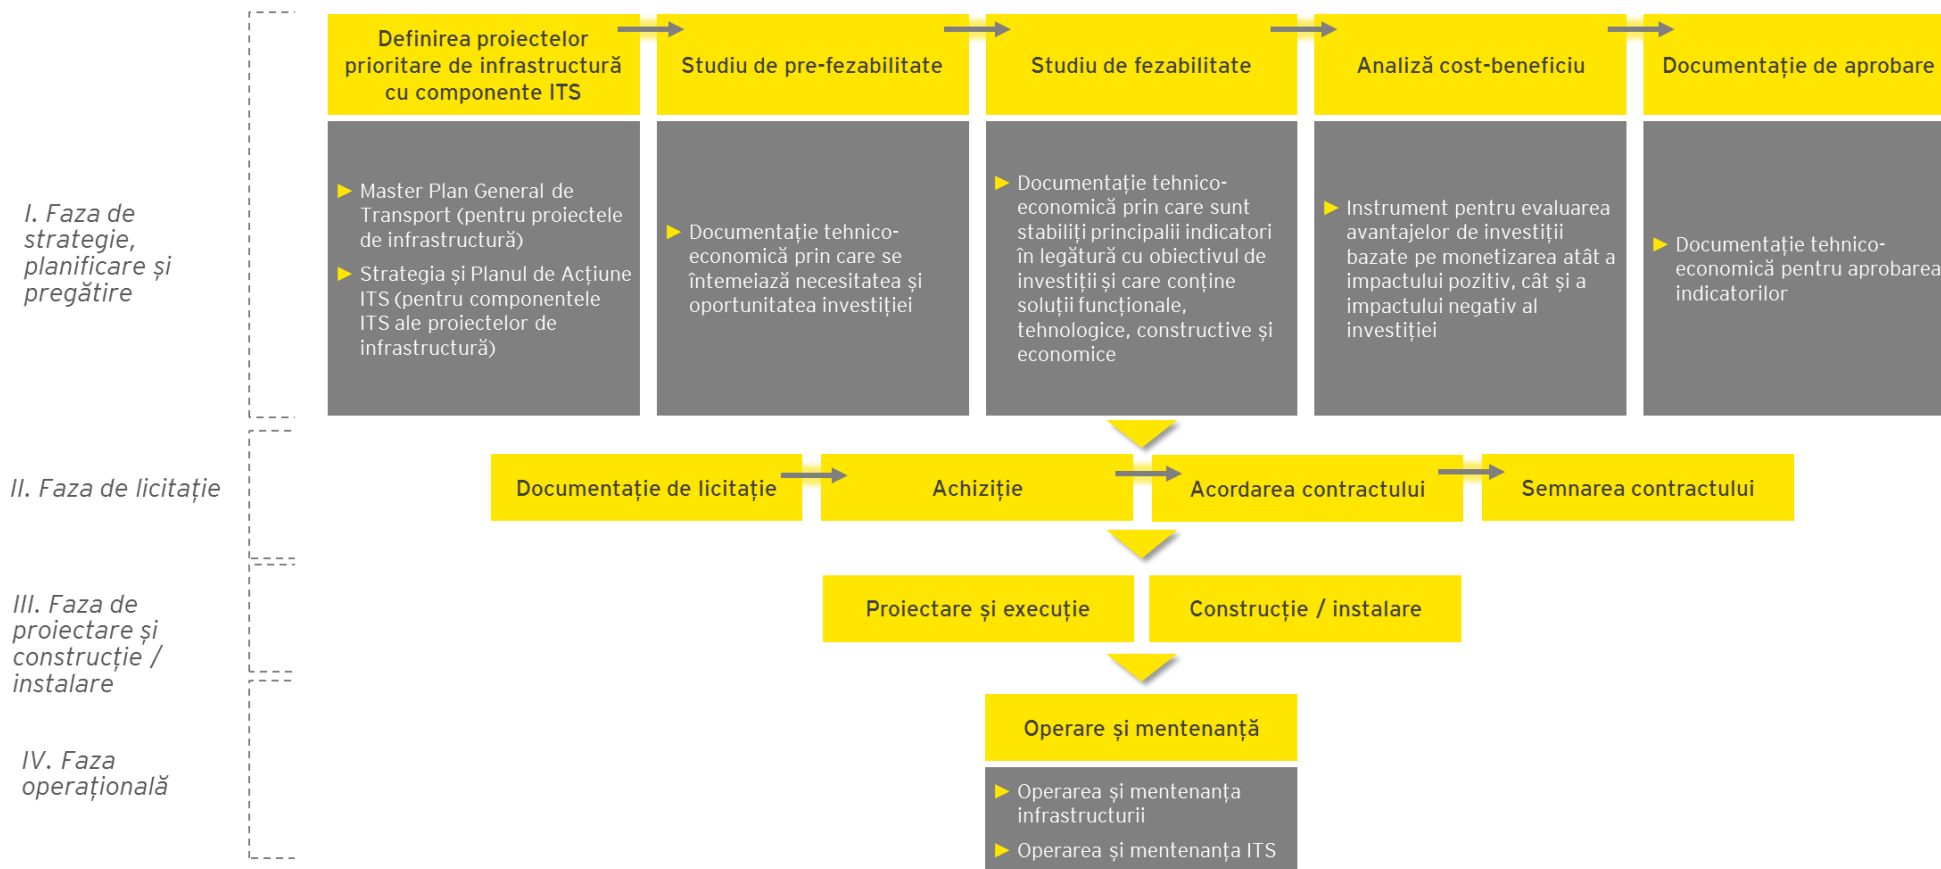 I. Faza de
strategie,
planificare și
pregătire
Definirea proiectelor
prioritare de infrastructură
cu componente ITS
Studiu de pre-fezabilitate
Studiu de fezabilitate
Analiză cost-beneficiu
Documentație de aprobare
► Master Plan General de
Transport (pentru proiectele
de infrastructură)
► Strategia și Planul de Acțiune
ITS (pentru componentele
ITS ale proiectelor de
infrastructură)
► Documentație tehnico-
economică prin care se
întemeiază necesitatea și
oportunitatea investiției
► Documentație tehnico-
economică prin care sunt
stabiliți principalii indicatori
în legătură cu obiectivul de
investiții și care conține
soluții funcționale,
tehnologice, constructive și
economice
► Instrument pentru evaluarea
avantajelor de investiții
bazate pe monetizarea atât a
impactului pozitiv, cât și a
impactului negativ al
investiției
► Documentație tehnico-
economică pentru aprobarea
indicatorilor
II. Faza de licitație
Documentație de licitație
Achiziție
Acordarea contractului
Semnarea contractului
III. Faza de
proiectare și
construcție /
instalare
Proiectare și execuție
Construcție / instalare
IV. Faza
operațională
Operare și mentenanță
► Operarea și mentenanța
infrastructurii
► Operarea și mentenanța ITS